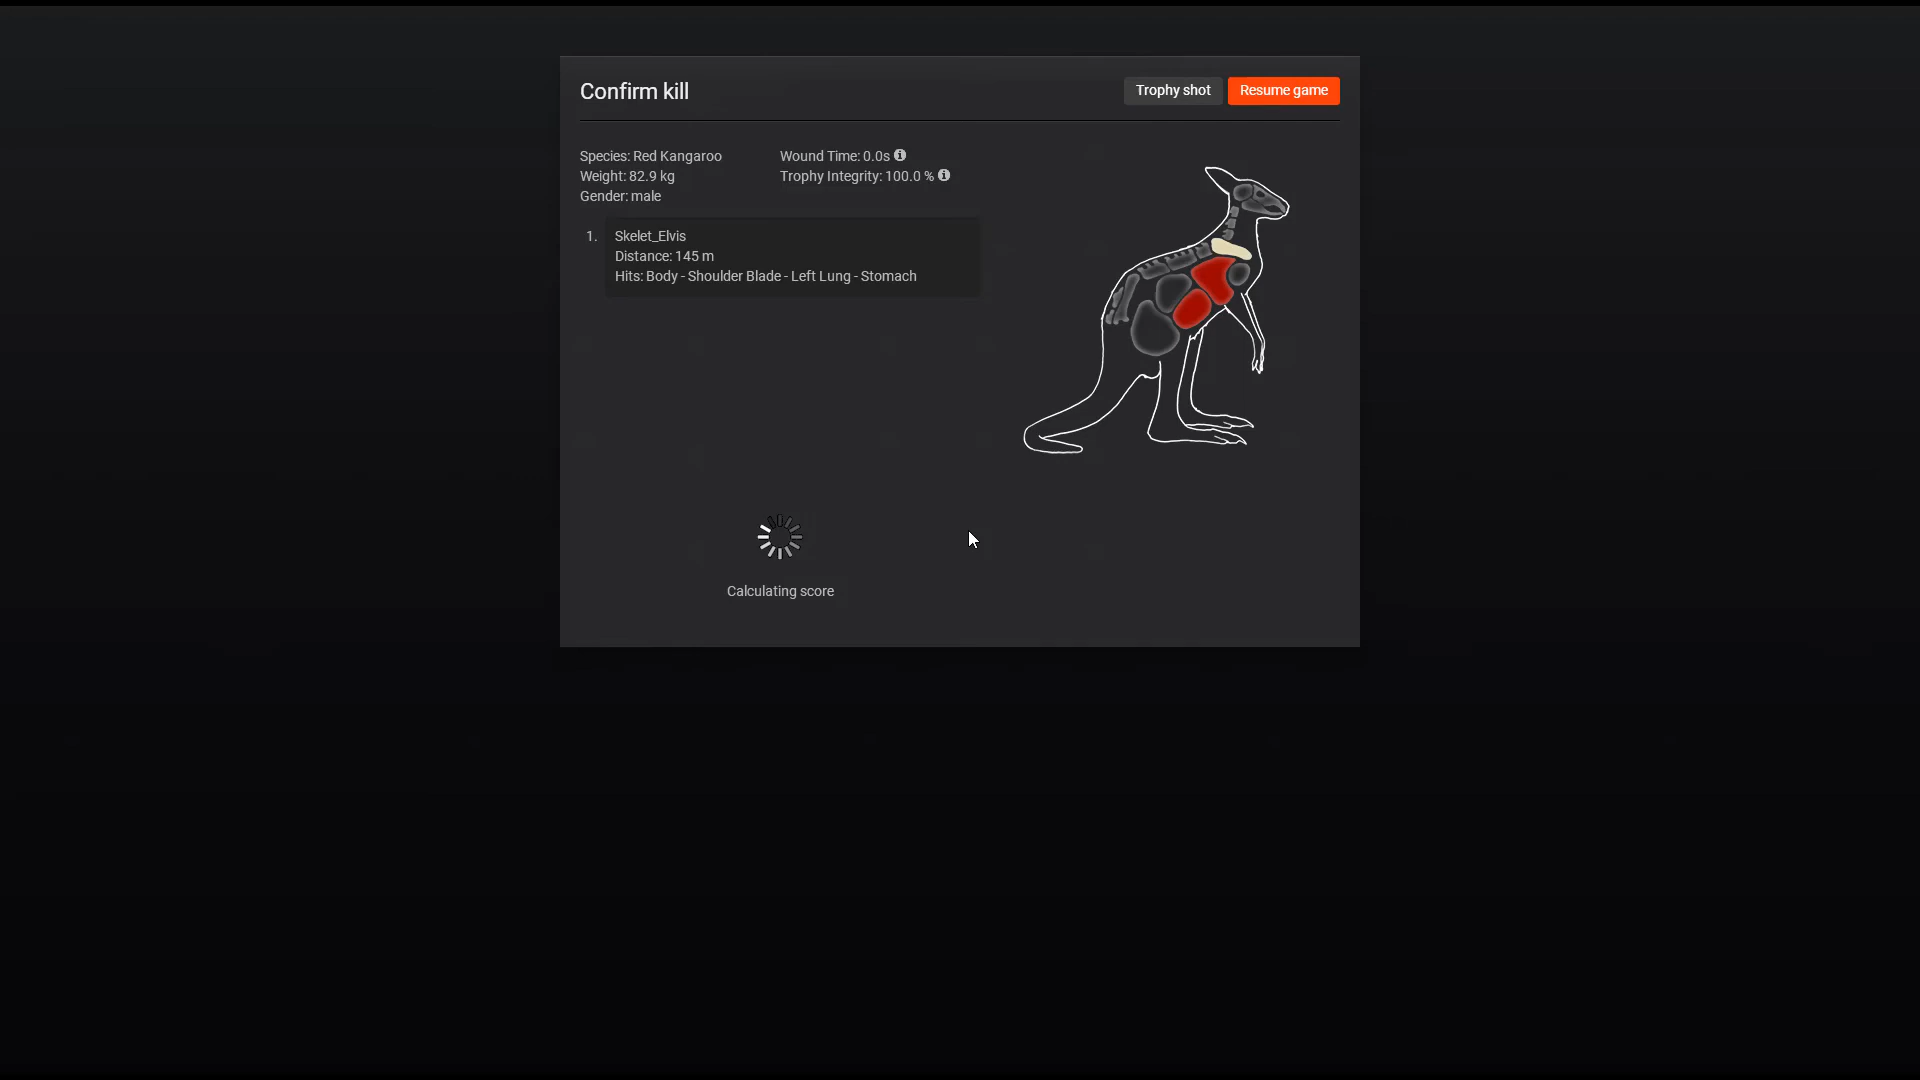 Confirm kill
Trophy shot
Resume game
Species: Red Kangaroo
Weight: 82.9 kg
Gender: male
Wound Time: 0.0s
Trophy Integrity: 100.0 %
1.
Skelet_Elvis
Distance: 145 m
Hits: Body - Shoulder Blade - Left Lung - Stomach
Calculating score